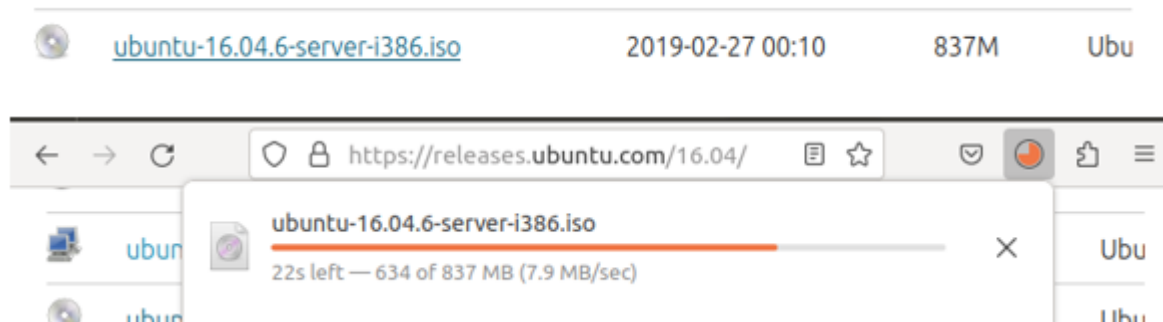 ubuntu-16.04.6-server-i386.iso 2019-02-27 00:10 837M Ubu
https://releases.ubuntu.com/16.04/
ubuntu-16.04.6-server-i386.iso
ubun Ubu
22s left — 634 of 837 MB (7.9 MB/sec)
ubun Ubu